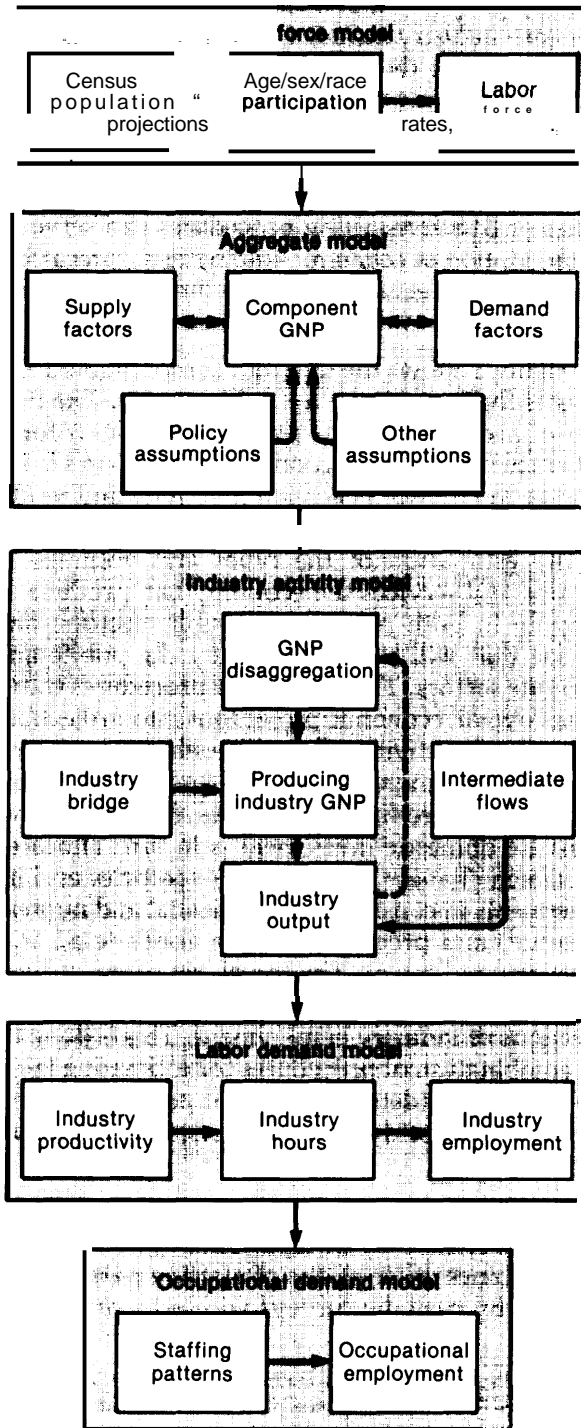 force model
Census
population “
projections
Age/sex/race
participation
rates,
Labor
force
Aggregate model
Supply
factors
Component
GNP
Demand
factors
Policy
assumptions
Other
assumptions
Industry activity model
GNP
disaggregation
Industry
bridge
Producing
industry GNP
Intermediate
flows
Industry
output
Labor demand model
Industry
productivity
Industry
hours
Industry
employment
Occupational demand model
Staffing
patterns
Occupational
employment